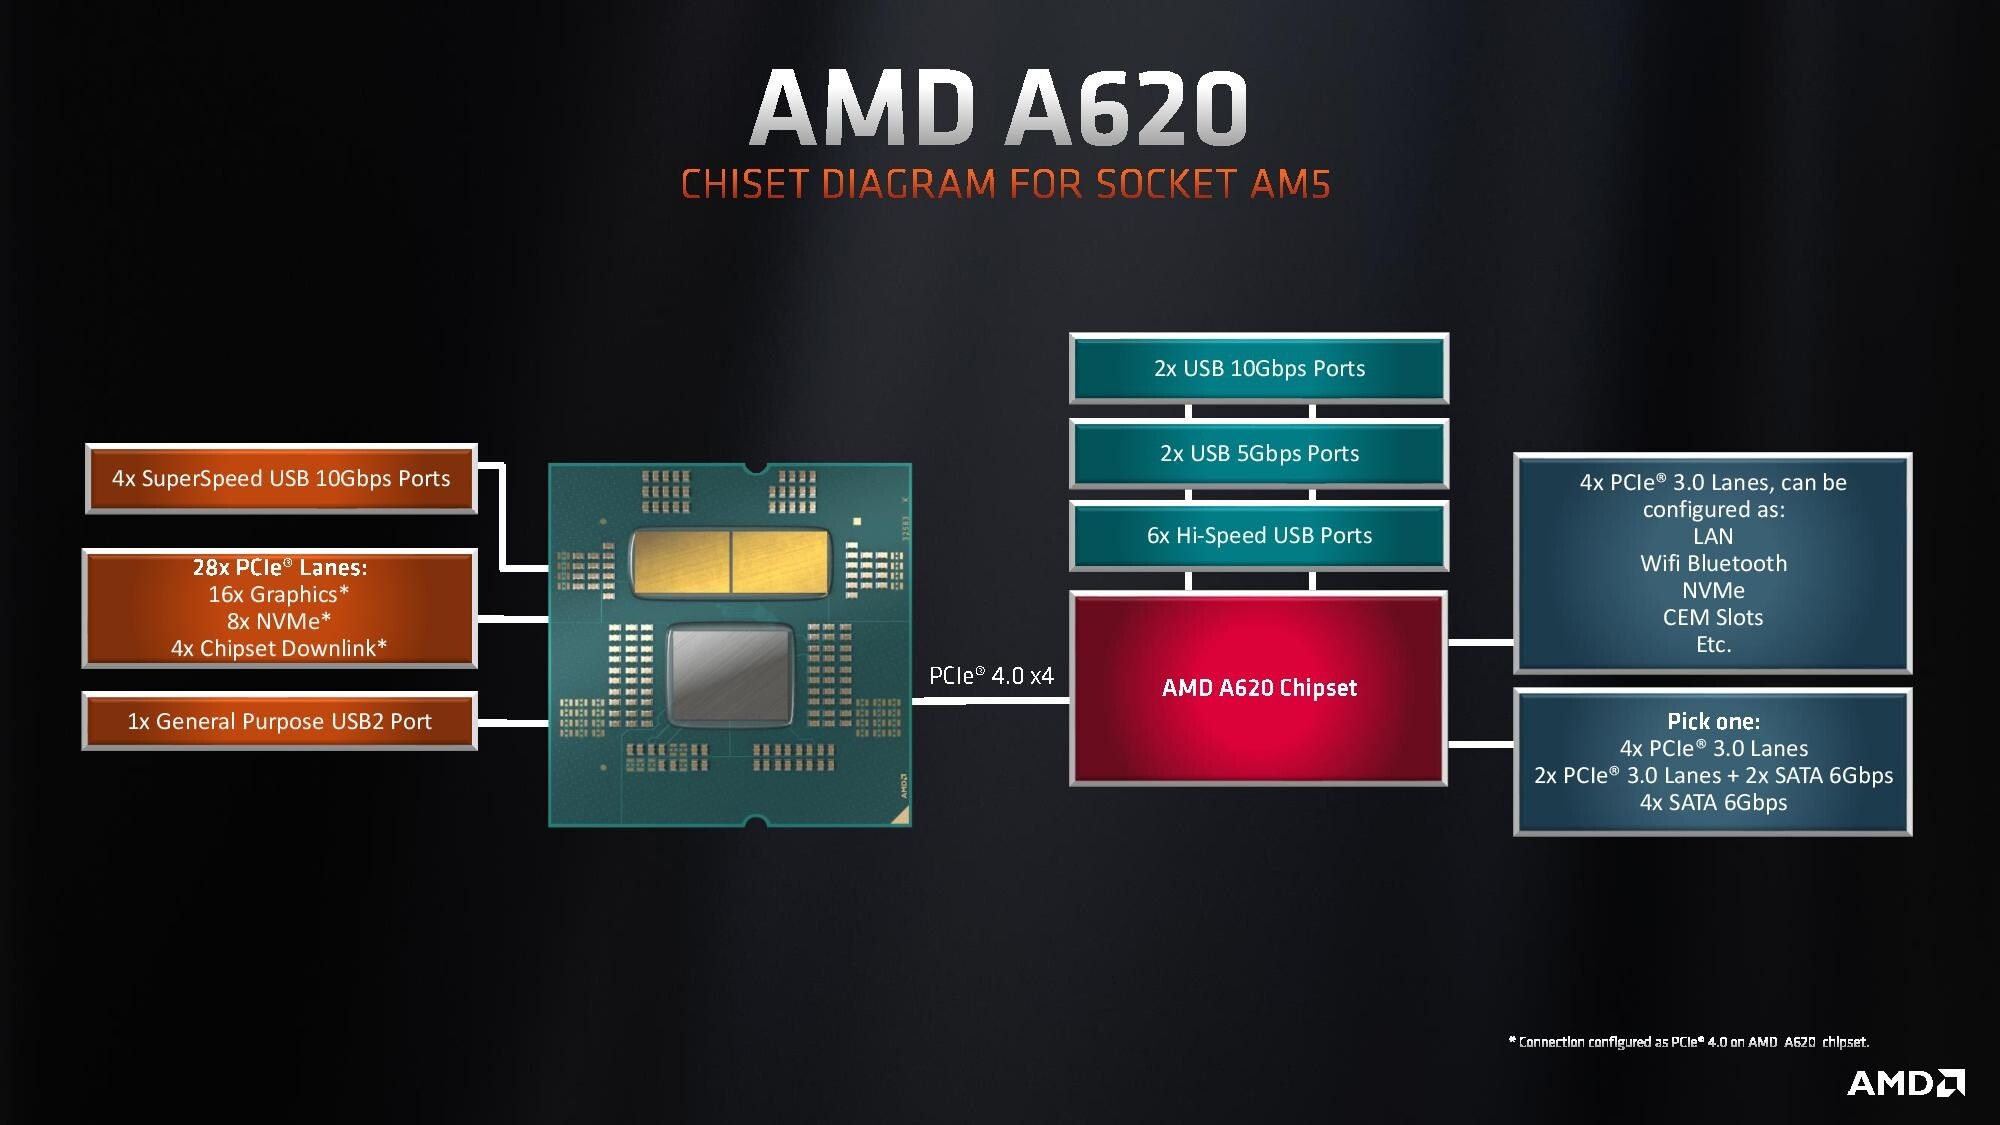 AMD A620
CHISET DIAGRAM FOR SOCKET AM5
4x SuperSpeed USB 10Gbps Ports
28x PCIe® Lanes:
16x Graphics*
8x NVMe*
4x Chipset Downlink*
1x General Purpose USB2 Port
AMD
PCIe® 4.0 x4
2x USB 10Gbps Ports
2x USB 5Gbps Ports
6x Hi-Speed USB Ports
AMD A620 Chipset
4x PCIe® 3.0 Lanes, can be
configured as:
LAN
Wifi Bluetooth
NVMe
CEM Slots
Etc.
Pick one:
4x PCIe® 3.0 Lanes
2x PCIe® 3.0 Lanes + 2x SATA 6Gbps
4x SATA 6Gbps
* Connection configured as PCIe® 4.0 on AMD A620 chipset.
AMD